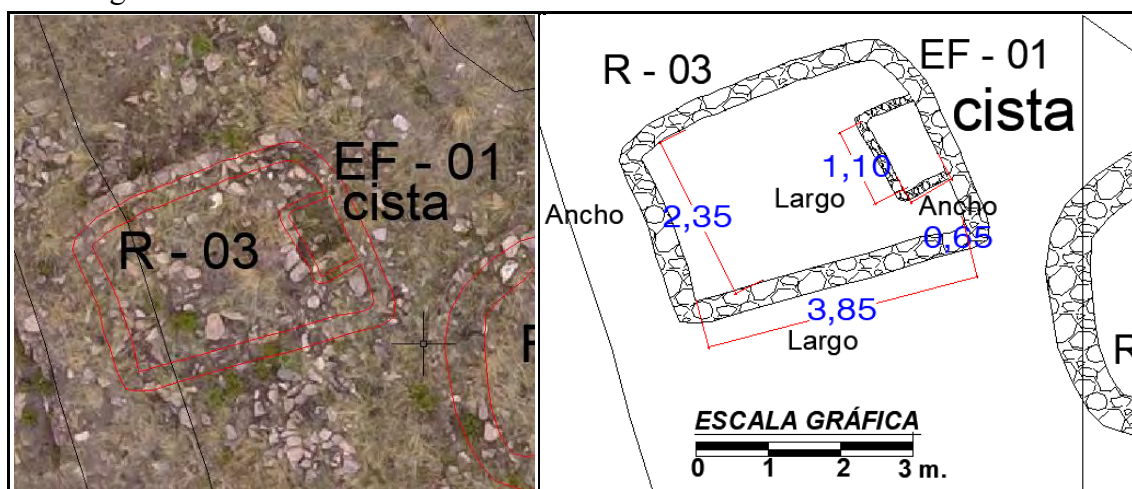 EF - 01
cista
R - 03
R - 03
EF - 01
cista
1,10
Largo
Ancho
Ancho
2,35
0,65
3,85
Largo
R
ESCALA GRÁFICA
0 1 2 3 m.